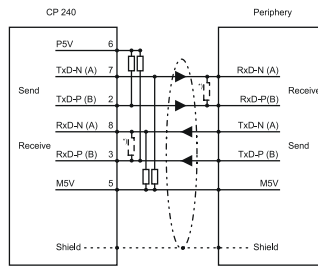 CP 240 Periphery
P5V 6
TxD-N (A) 7 RxD-N (A)
Send *) Receive
TxD-P (B) 2 RxD-P(B)
RxD-N (A) 8 TxD-N (A)
Receive *) Send
RxD-P (B) 3 TxD-P (B)
M5V 5 M5V
Shield Shield